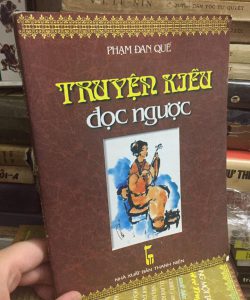 PHẠM ĐAN QUẾ
TRUYỆN KIỀU
đọc ngược
NHÀ XUẤT BẢN THANH NIÊN